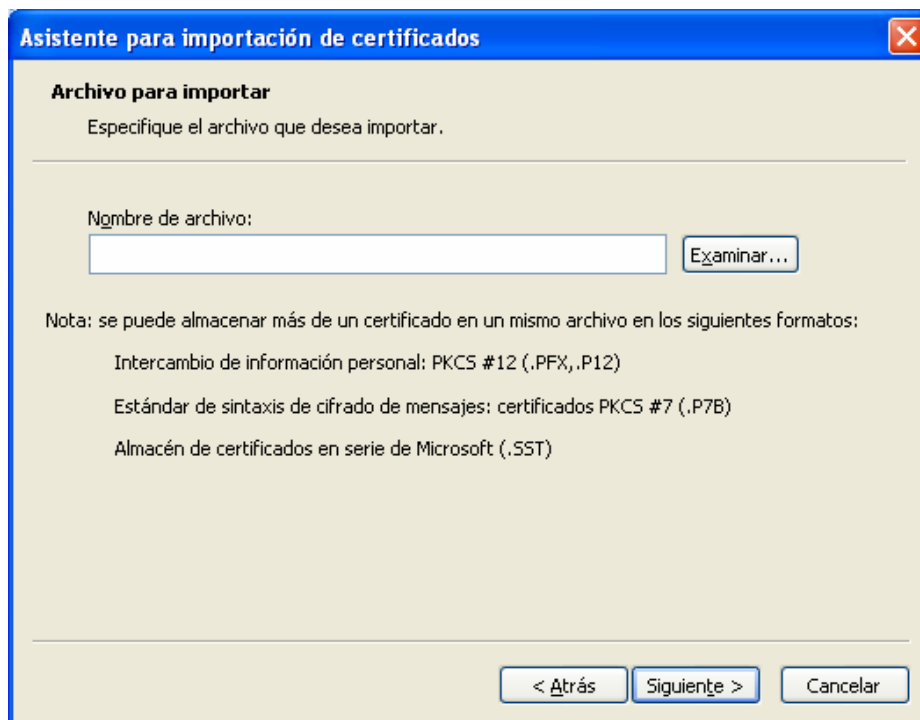 Asistente para importación de certificados
Archivo para importar
Especifique el archivo que desea importar.
Nombre de archivo:
Examinar...
Nota: se puede almacenar más de un certificado en un mismo archivo en los siguientes formatos:
Intercambio de información personal: PKCS #12 (.PFX,.P12)
Estándar de sintaxis de cifrado de mensajes: certificados PKCS #7 (.P7B)
Almacén de certificados en serie de Microsoft (.SST)
< Atrás Siguiente > Cancelar